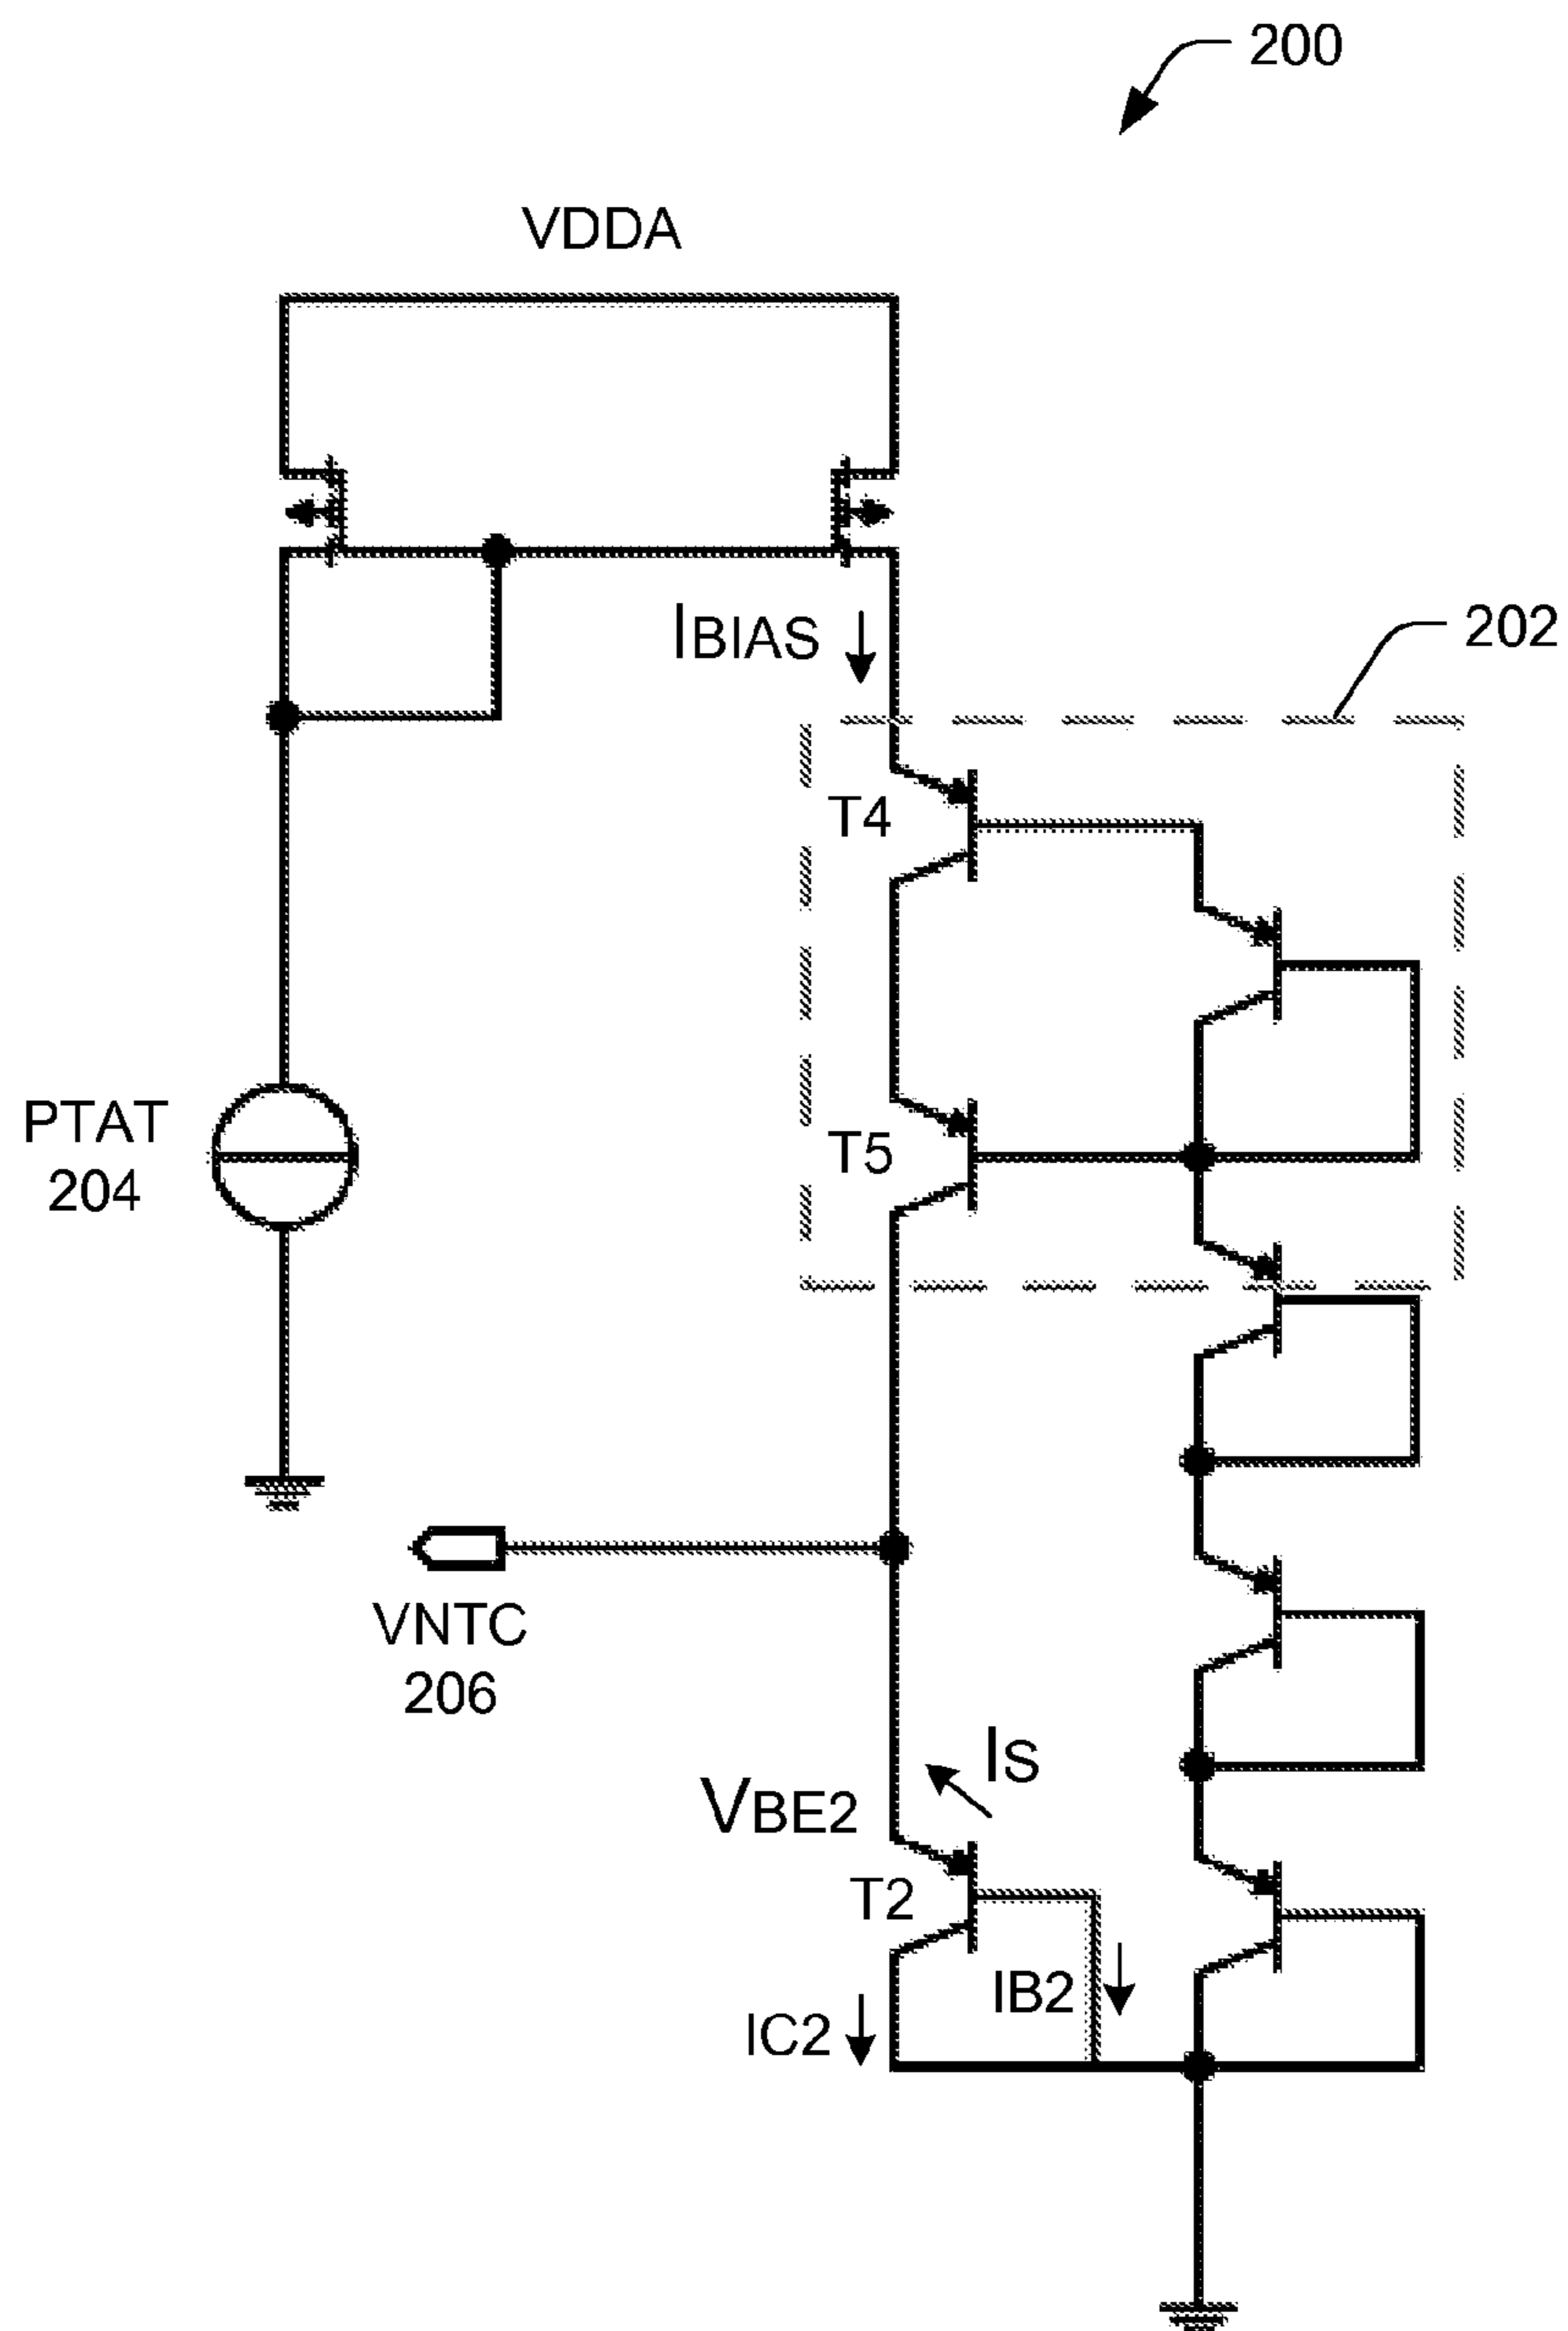 200
VDDA
IBIAS
202
T4
T5
PTAT
204
VNTC
206
IS
VBE2
T2
IB2
IC2